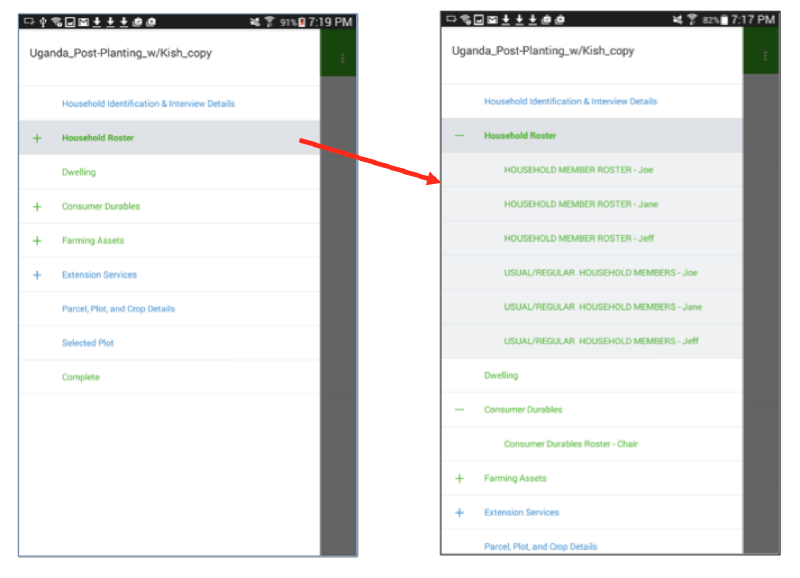 91% 7:19 PM
Uganda_Post-Planting_w/Kish_copy
Household Identification & Interview Details
+ Household Roster
Dwelling
+ Consumer Durables
+ Farming Assets
+ Extension Services
Parcel, Plot, and Crop Details
Selected Plot
Complete
82% 7:17 PM
Uganda_Post-Planting_w/Kish_copy
Household Identification & Interview Details
— Household Roster
HOUSEHOLD MEMBER ROSTER - Joe
HOUSEHOLD MEMBER ROSTER - Jane
HOUSEHOLD MEMBER ROSTER - Jeff
USUAL/REGULAR HOUSEHOLD MEMBERS - Joe
USUAL/REGULAR HOUSEHOLD MEMBERS - Jane
USUAL/REGULAR HOUSEHOLD MEMBERS - Jeff
Dwelling
— Consumer Durables
Consumer Durables Roster - Chair
+ Farming Assets
+ Extension Services
Parcel, Plot, and Crop Details